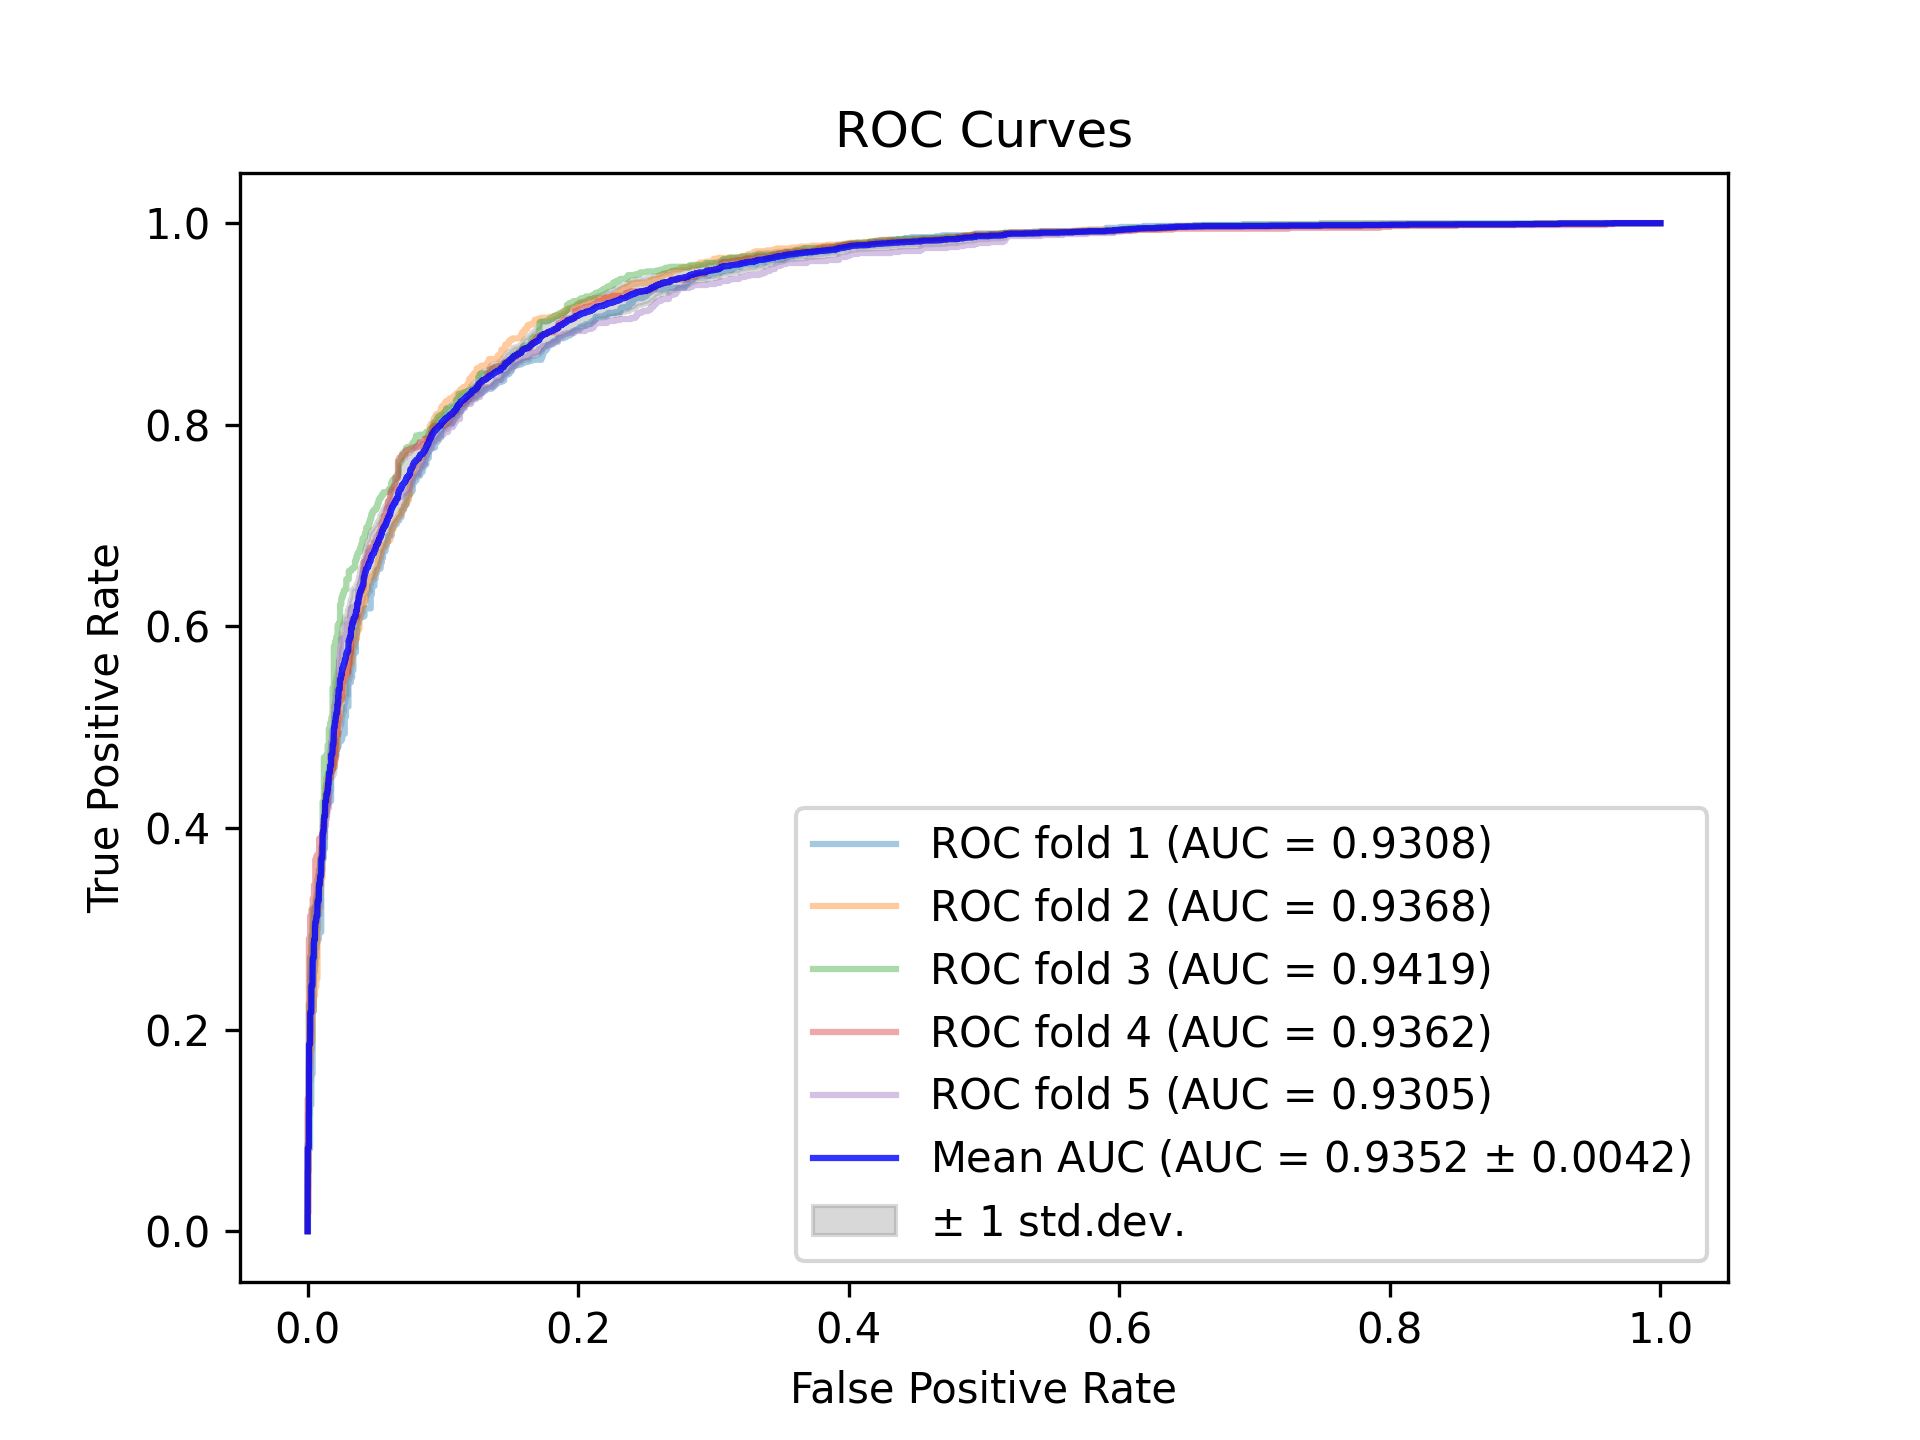 ROC Curves
1.0
0.8
0.6
0.4
0.2
0.0
True Positive Rate
ROC fold 1 (AUC = 0.9308)
ROC fold 2 (AUC = 0.9368)
ROC fold 3 (AUC = 0.9419)
ROC fold 4 (AUC = 0.9362)
ROC fold 5 (AUC = 0.9305)
Mean AUC (AUC = 0.9352 ± 0.0042)
± 1 std.dev.
0.0 0.2 0.4 0.6 0.8 1.0
False Positive Rate